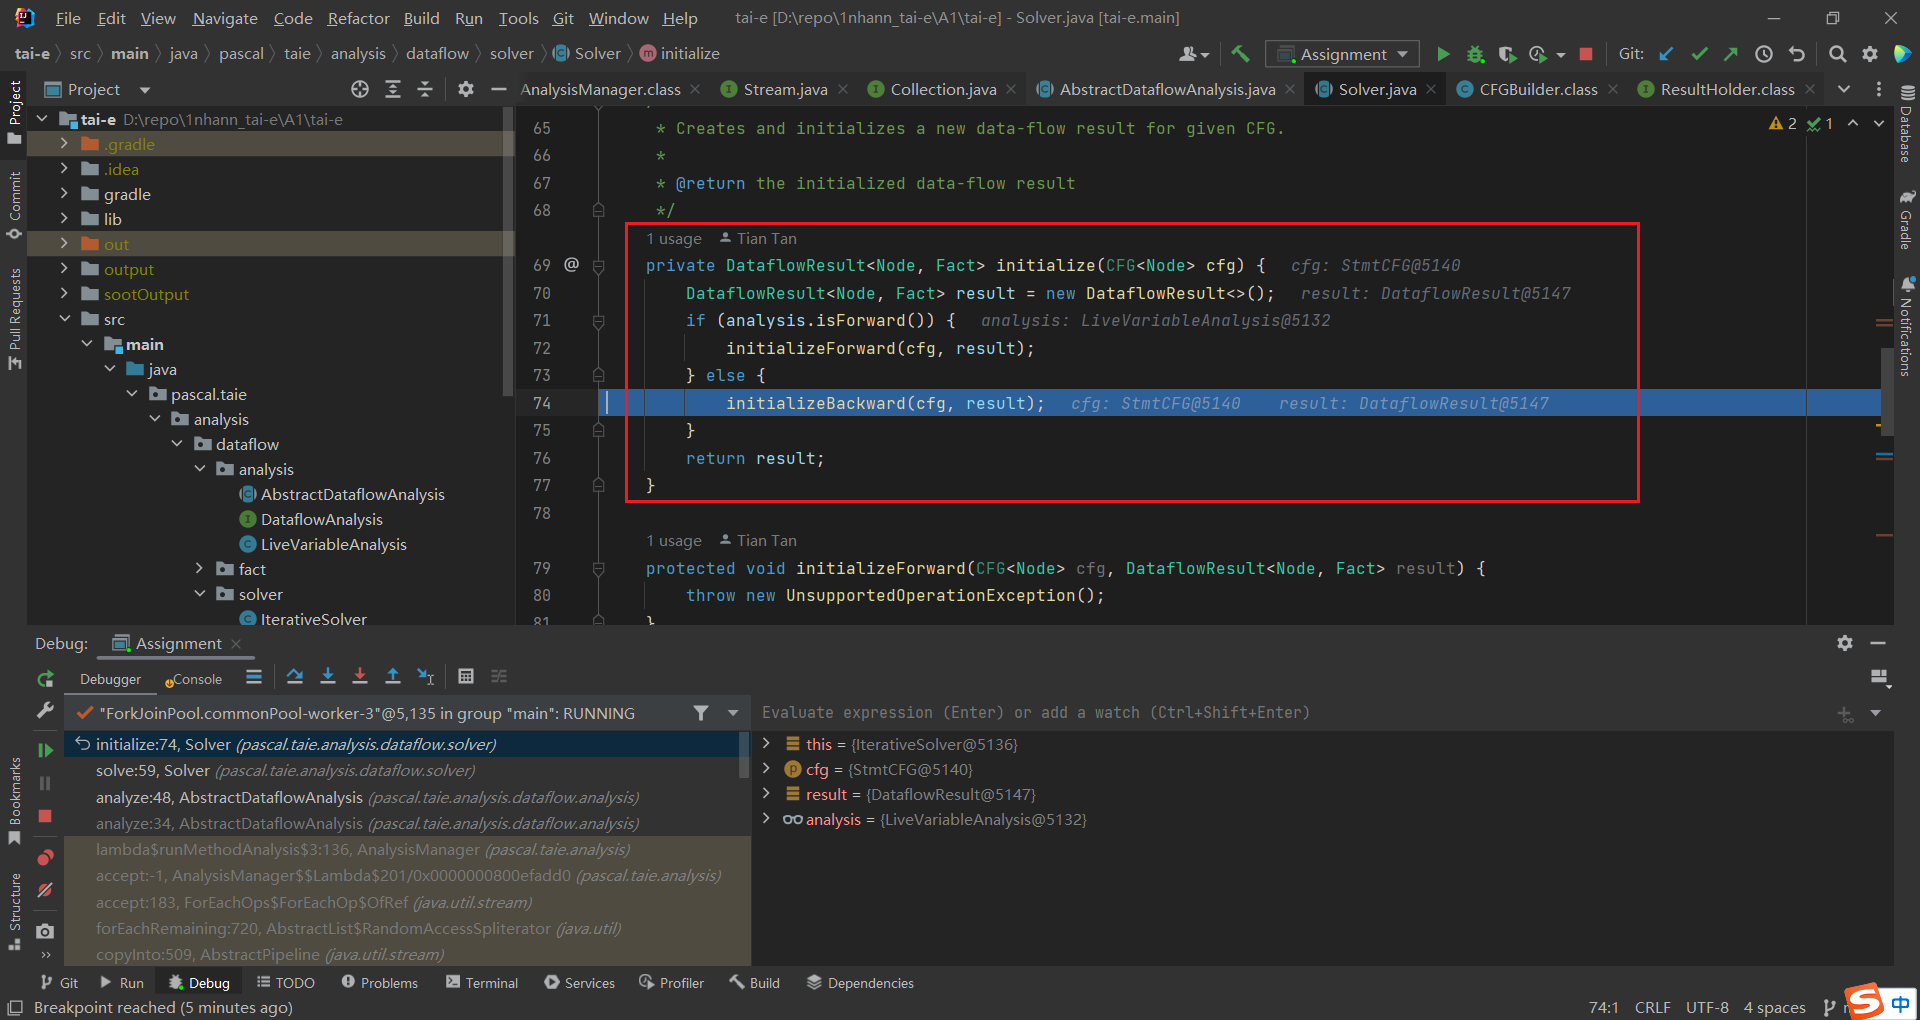 File Edit View Navigate Code Refactor Build Run Tools Git Window Help tai-e [D:\repo\1nhann_tai-e\A1\tai-e] - Solver.java [tai-e.main]
tai-e src main java pascal taie analysis dataflow solver Solver initialize
Assignment Git:
Project
AnalysisManager.class Stream.java Collection.java AbstractDataflowAnalysis.java Solver.java CFGBuilder.class ResultHolder.class
Project
Commit
Pull Requests
Bookmarks
Structure
Database
Gradle
Notifications
tai-e D:\repo\1nhann_tai-e\A1\tai-e
.gradle
.idea
gradle
lib
out
output
sootOutput
src
main
java
pascal.taie
analysis
dataflow
analysis
AbstractDataflowAnalysis
DataflowAnalysis
LiveVariableAnalysis
fact
solver
IterativeSolver
2 1
65 * Creates and initializes a new data-flow result for given CFG.
66 *
67 * @return the initialized data-flow result
68 */
1 usage Tian Tan
69 @ private DataflowResult<Node, Fact> initialize(CFG<Node> cfg) { cfg: StmtCFG@5140
70 DataflowResult<Node, Fact> result = new DataflowResult<>(); result: DataflowResult@5147
71 if (analysis.isForward()) { analysis: LiveVariableAnalysis@5132
72 initializeForward(cfg, result);
73 } else {
74 initializeBackward(cfg, result); cfg: StmtCFG@5140 result: DataflowResult@5147
75 }
76 return result;
77 }
78
1 usage Tian Tan
79 protected void initializeForward(CFG<Node> cfg, DataflowResult<Node, Fact> result) {
80 throw new UnsupportedOperationException();
81 }
Debug: Assignment
Debugger Console
"ForkJoinPool.commonPool-worker-3"@5,135 in group "main": RUNNING
initialize:74, Solver (pascal.taie.analysis.dataflow.solver)
solve:59, Solver (pascal.taie.analysis.dataflow.solver)
analyze:48, AbstractDataflowAnalysis (pascal.taie.analysis.dataflow.analysis)
analyze:34, AbstractDataflowAnalysis (pascal.taie.analysis.dataflow.analysis)
lambda$runMethodAnalysis$3:136, AnalysisManager (pascal.taie.analysis)
accept:-1, AnalysisManager$$Lambda$201/0x0000000800efadd0 (pascal.taie.analysis)
accept:183, ForEachOps$ForEachOp$OfRef (java.util.stream)
forEachRemaining:720, AbstractList$RandomAccessSpliterator (java.util)
copyInto:509, AbstractPipeline (java.util.stream)
Evaluate expression (Enter) or add a watch (Ctrl+Shift+Enter)
this = {IterativeSolver@5136}
cfg = {StmtCFG@5140}
result = {DataflowResult@5147}
analysis = {LiveVariableAnalysis@5132}
Git Run Debug TODO Problems Terminal Services Profiler Build Dependencies
Breakpoint reached (5 minutes ago) 74:1 CRLF UTF-8 4 spaces
中